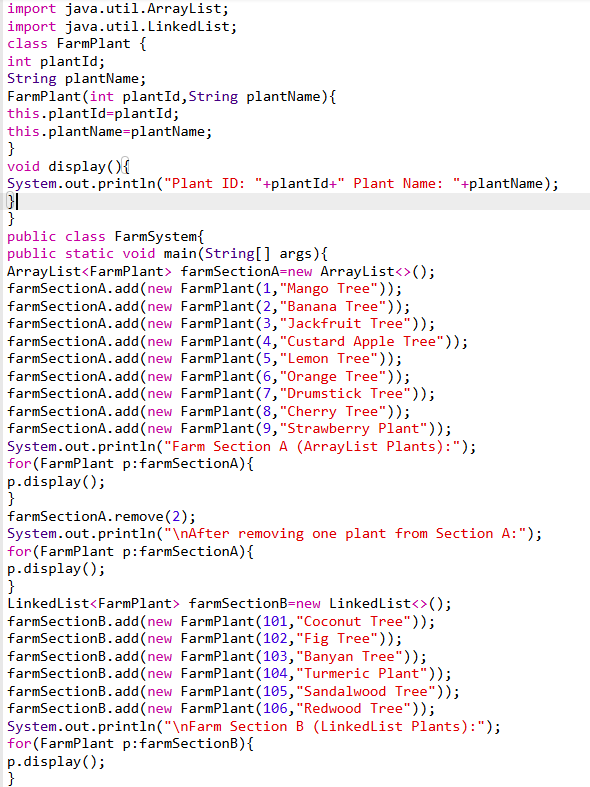 import java.util.ArrayList;
import java.util.LinkedList;
class FarmPlant {
int plantId;
String plantName;
FarmPlant(int plantId,String plantName){
this.plantId=plantId;
this.plantName=plantName;
}
void display(){
System.out.println("Plant ID: "+plantId+" Plant Name: "+plantName);
}
}
public class FarmSystem{
public static void main(String[] args){
ArrayList<FarmPlant> farmSectionA=new ArrayList<>();
farmSectionA.add(new FarmPlant(1,"Mango Tree"));
farmSectionA.add(new FarmPlant(2,"Banana Tree"));
farmSectionA.add(new FarmPlant(3,"Jackfruit Tree"));
farmSectionA.add(new FarmPlant(4,"Custard Apple Tree"));
farmSectionA.add(new FarmPlant(5,"Lemon Tree"));
farmSectionA.add(new FarmPlant(6,"Orange Tree"));
farmSectionA.add(new FarmPlant(7,"Drumstick Tree"));
farmSectionA.add(new FarmPlant(8,"Cherry Tree"));
farmSectionA.add(new FarmPlant(9,"Strawberry Plant"));
System.out.println("Farm Section A (ArrayList Plants):");
for(FarmPlant p:farmSectionA){
p.display();
}
farmSectionA.remove(2);
System.out.println("\nAfter removing one plant from Section A:");
for(FarmPlant p:farmSectionA){
p.display();
}
LinkedList<FarmPlant> farmSectionB=new LinkedList<>();
farmSectionB.add(new FarmPlant(101,"Coconut Tree"));
farmSectionB.add(new FarmPlant(102,"Fig Tree"));
farmSectionB.add(new FarmPlant(103,"Banyan Tree"));
farmSectionB.add(new FarmPlant(104,"Turmeric Plant"));
farmSectionB.add(new FarmPlant(105,"Sandalwood Tree"));
farmSectionB.add(new FarmPlant(106,"Redwood Tree"));
System.out.println("\nFarm Section B (LinkedList Plants):");
for(FarmPlant p:farmSectionB){
p.display();
}